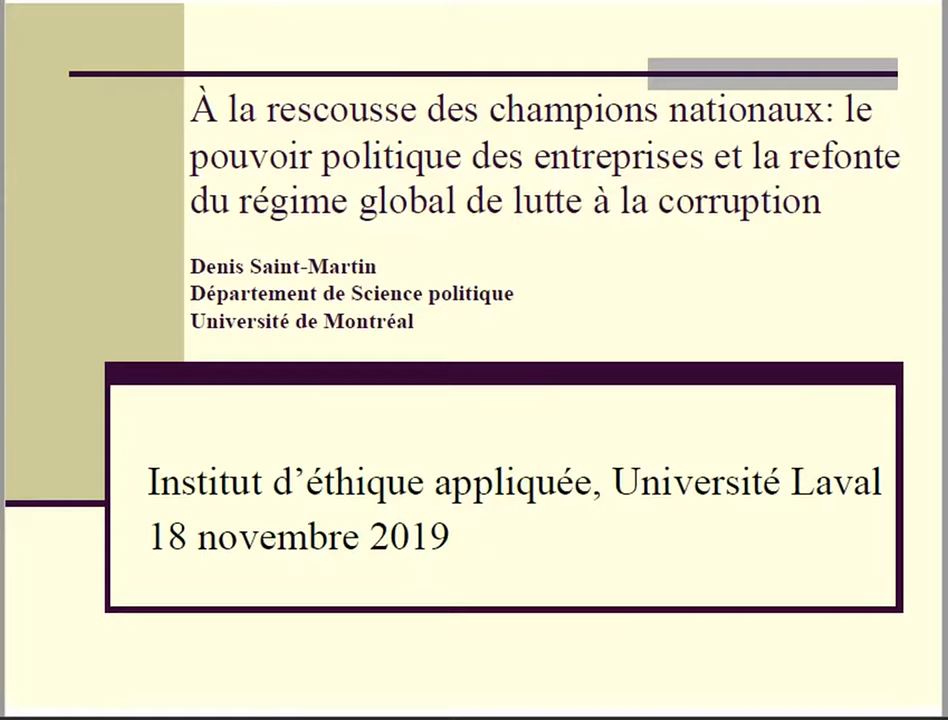 À la rescousse des champions nationaux: le
pouvoir politique des entreprises et la refonte
du régime global de lutte à la corruption
Denis Saint-Martin
Département de Science politique
Université de Montréal
Institut d’éthique appliquée, Université Laval
18 novembre 2019